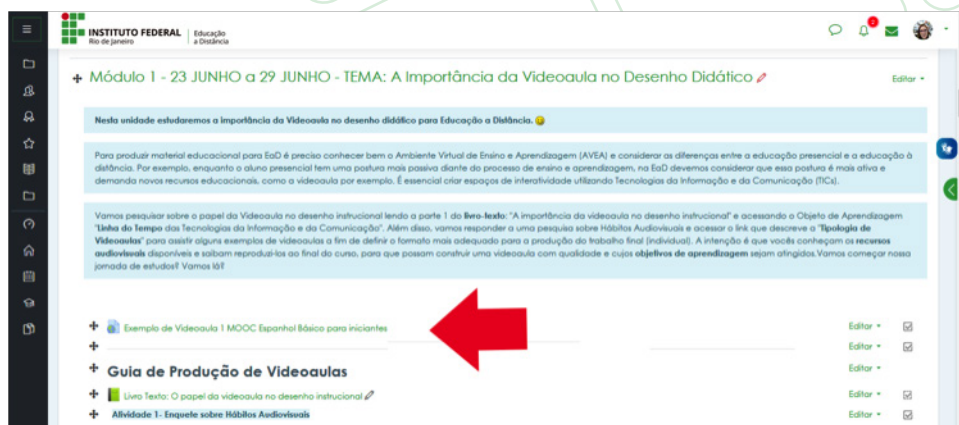 INSTITUTO FEDERAL
Rio de Janeiro
Educação
a Distância
2
Módulo 1 - 23 JUNHO a 29 JUNHO - TEMA: A Importância da Videoaula no Desenho Didático
Editar
Nesta unidade estudaremos a importância da Videoaula no desenho didático para Educação a Distância.
Para produzir material educacional para EaD é preciso conhecer bem o Ambiente Virtual de Ensino e Aprendizagem (AVEA) e considerar as diferenças entre a educação presencial e a educação à
distância. Por exemplo, enquanto o aluno presencial tem uma postura mais passiva diante do processo de ensino e aprendizagem, na EaD devemos considerar que essa postura é mais ativa e
demanda novos recursos educacionais, como a videoaula por exemplo. É essencial criar espaços de interatividade utilizando Tecnologias da Informação e da Comunicação (TICs).
Vamos pesquisar sobre o papel da Videoaula no desenho instrucional lendo a parte 1 do livro-texto: "A importância da videoaula no desenho instrucional" e acessando o Objeto de Aprendizagem
"Linha do Tempo das Tecnologias da Informação e da Comunicação". Além disso, vamos responder a uma pesquisa sobre Hábitos Audiovisuais e acessar o link que descreve a "Tipologia de
Videoaulas" para assistir alguns exemplos de videoaulas a fim de definir o formato mais adequado para a produção do trabalho final (individual). A intenção é que vocês conheçam os recursos
audiovisuais disponíveis e saibam reproduzi-los ao final do curso, para que possam construir uma videoaula com qualidade e cujos objetivos de aprendizagem sejam atingidos.Vamos começar nossa
jornada de estudos? Vamos lá?
Exemplo de Videoaula 1 MOOC Espanhol Básico para iniciantes
Editar
Editar
Guia de Produção de Videoaulas
Editar
Livro Texto: O papel da videoaula no desenho instrucional
Editar
Atividade 1- Enquete sobre Hábitos Audiovisuais
Editar